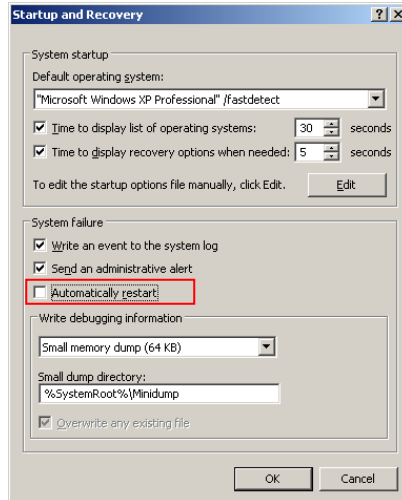 Startup and Recovery
System startup
Default operating system:
"Microsoft Windows XP Professional" /fastdetect
Time to display list of operating systems: 30 seconds
Time to display recovery options when needed: 5 seconds
To edit the startup options file manually, click Edit. Edit
System failure
Write an event to the system log
Send an administrative alert
Automatically restart
Write debugging information
Small memory dump (64 KB)
Small dump directory:
%SystemRoot%\Minidump
Overwrite any existing file
OK Cancel